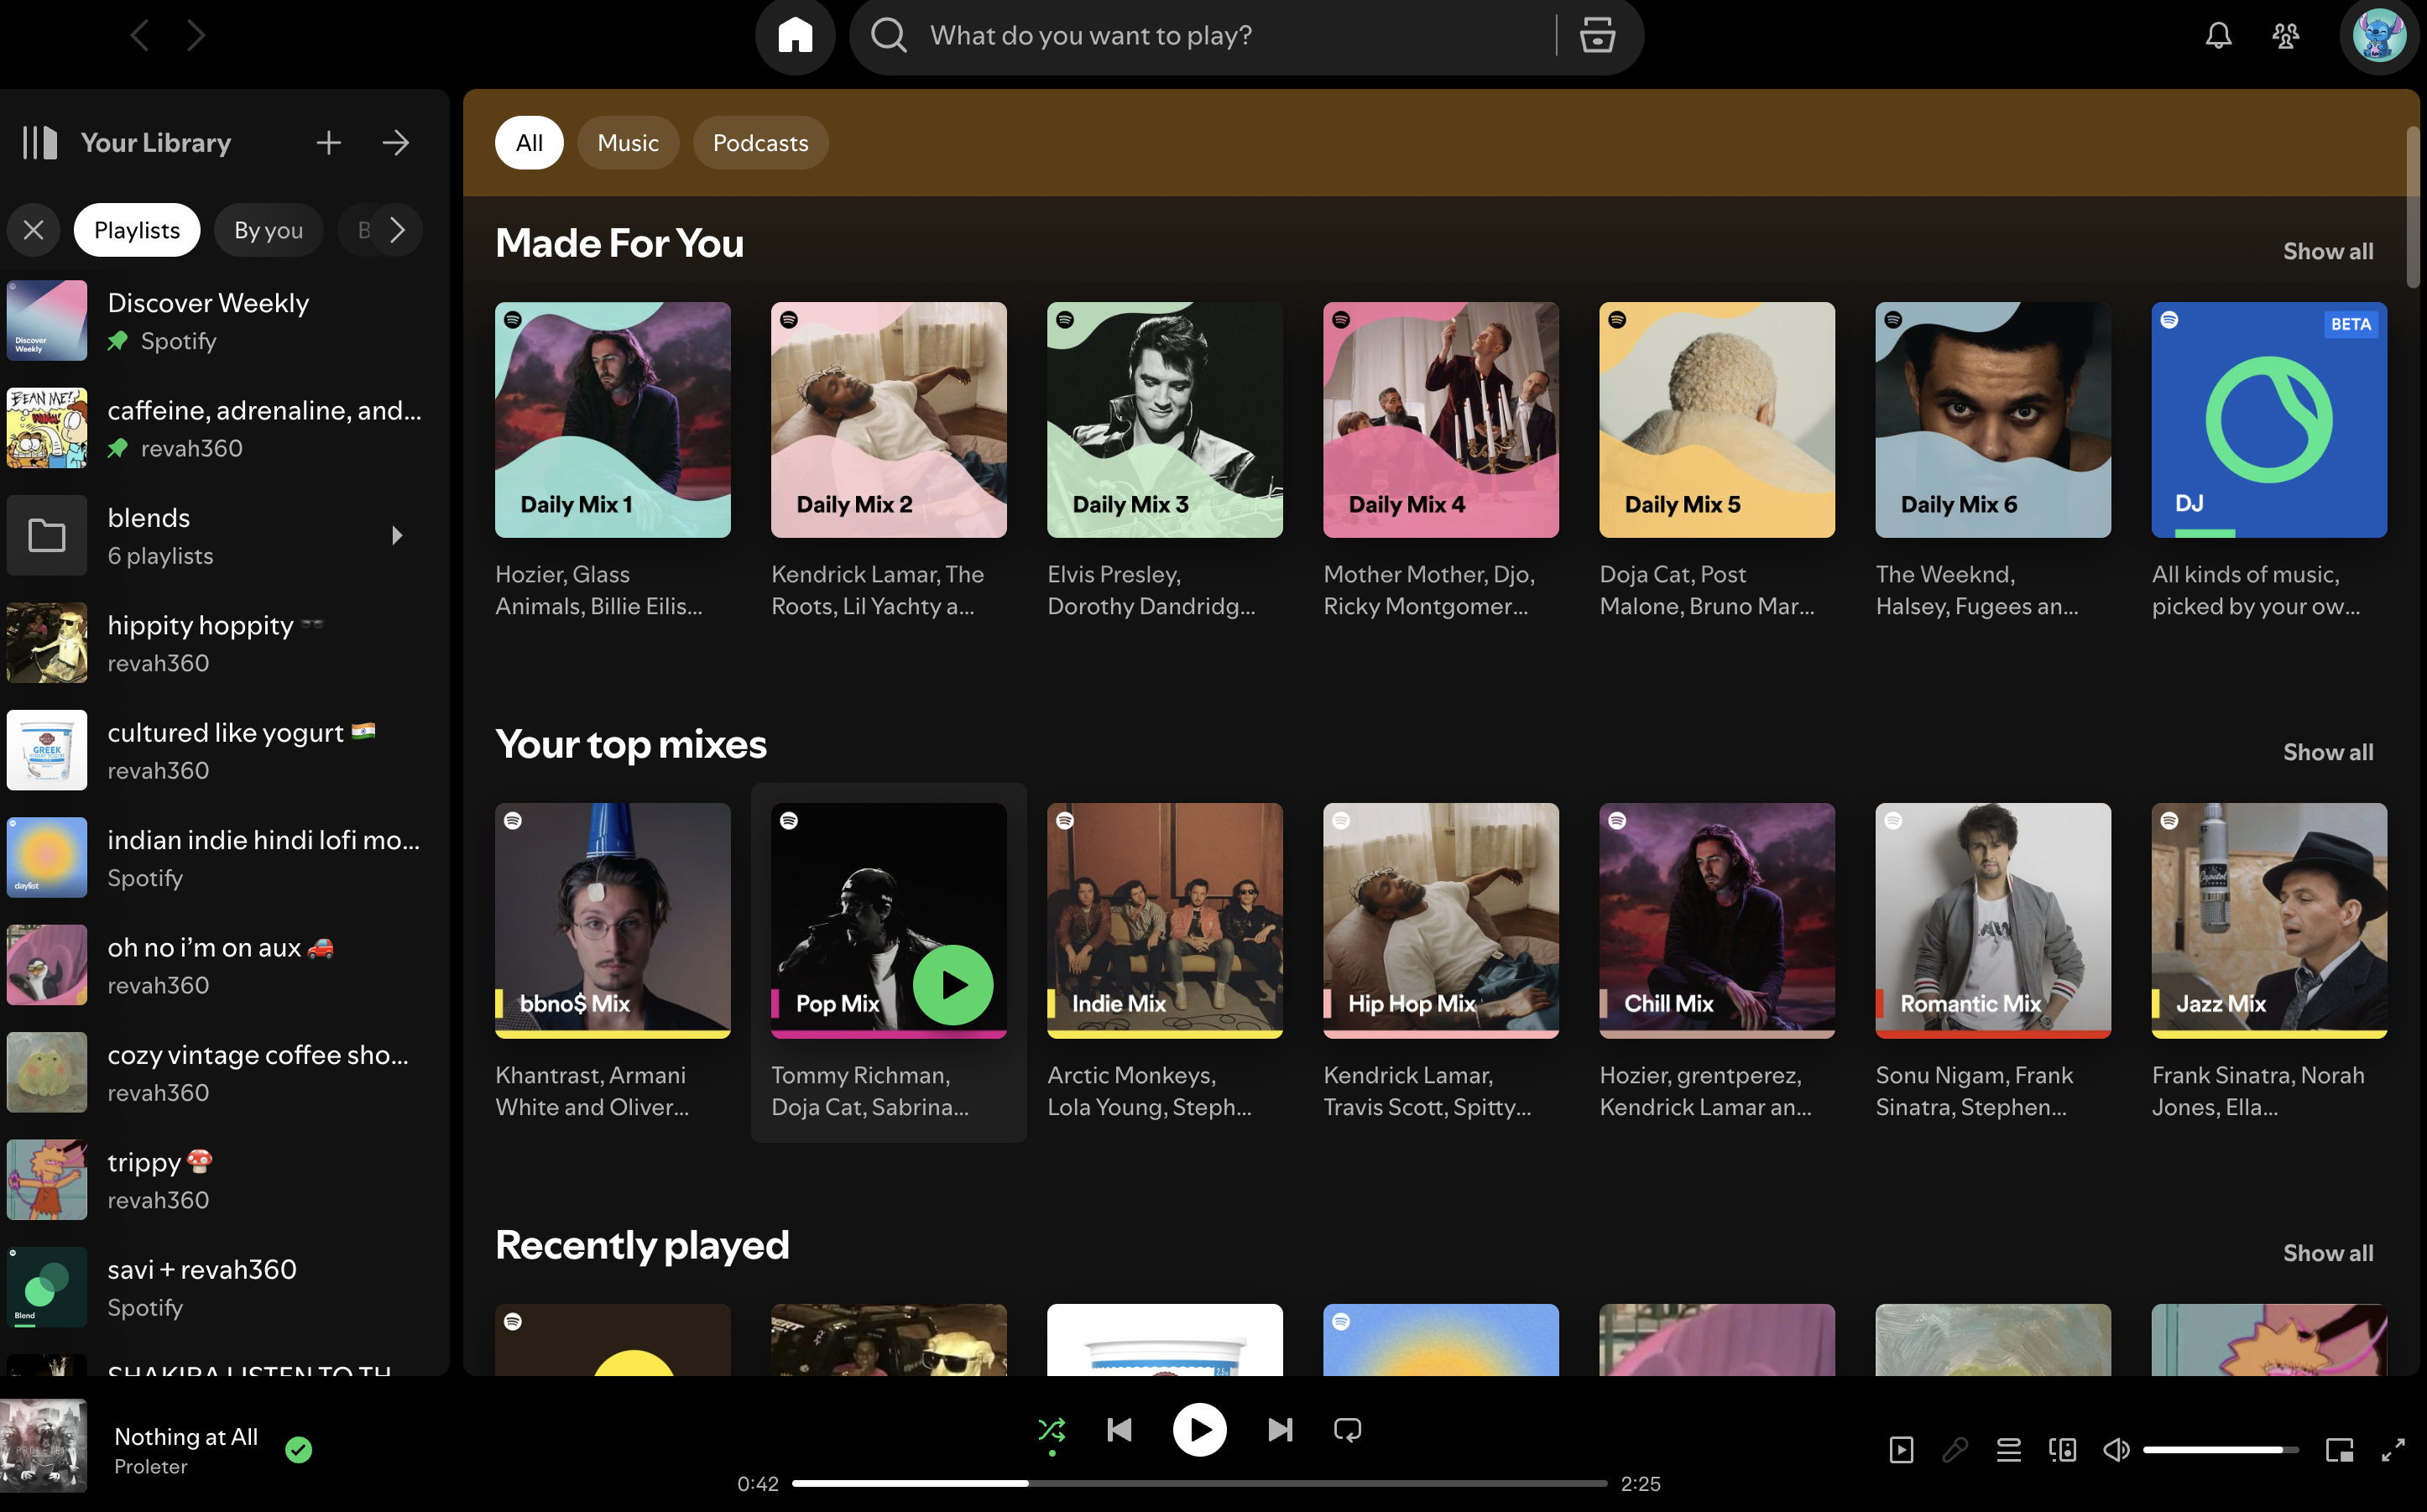 What do you want to play?
Your Library
Playlists
By you
B
Discover Weekly
Spotify
Discover
Weekly
caffeine, adrenaline, and...
revah360
blends
6 playlists
hippity hoppity 🕶️
revah360
GREEK
cultured like yogurt 🇮🇳
revah360
daylist
indian indie hindi lofi mo...
Spotify
oh no i’m on aux 🚗
revah360
cozy vintage coffee sho...
revah360
trippy 🍄
revah360
Blend
savi + revah360
Spotify
SHAKIRA LISTEN TO TH
All
Music
Podcasts
Made For You
Show all
Daily Mix 1
Hozier, Glass
Animals, Billie Eilis...
Daily Mix 2
Kendrick Lamar, The
Roots, Lil Yachty a...
Daily Mix 3
Elvis Presley,
Dorothy Dandridg...
Daily Mix 4
Mother Mother, Djo,
Ricky Montgomer...
Daily Mix 5
Doja Cat, Post
Malone, Bruno Mar...
Daily Mix 6
The Weeknd,
Halsey, Fugees an...
BETA
DJ
All kinds of music,
picked by your ow...
Your top mixes
Show all
bbno$ Mix
Khantrast, Armani
White and Oliver...
Pop Mix
Tommy Richman,
Doja Cat, Sabrina...
Indie Mix
Arctic Monkeys,
Lola Young, Steph...
Hip Hop Mix
Kendrick Lamar,
Travis Scott, Spitty...
Chill Mix
Hozier, grentperez,
Kendrick Lamar an...
Romantic Mix
Sonu Nigam, Frank
Sinatra, Stephen...
Capitol
Jazz Mix
Frank Sinatra, Norah
Jones, Ella...
Recently played
Show all
Nothing at All
Proleter
0:42
2:25